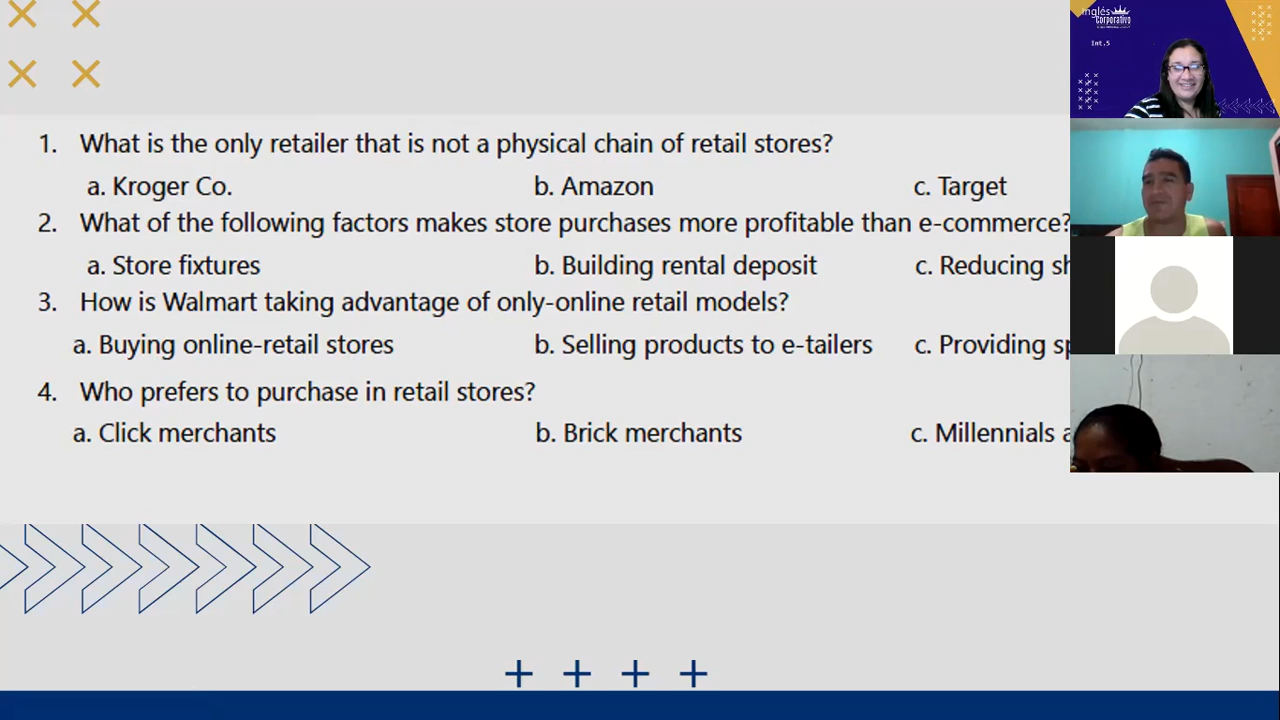 1. What is the only retailer that is not a physical chain of retail stores?
a. Kroger Co. b. Amazon c. Target
2. What of the following factors makes store purchases more profitable than e-commerce?
a. Store fixtures b. Building rental deposit c. Reducing
3. How is Walmart taking advantage of only-online retail models?
a. Buying online-retail stores b. Selling products to e-tailers c. Providing
4. Who prefers to purchase in retail stores?
a. Click merchants b. Brick merchants c. Millennials
Inglés
Corporativo
Int.5